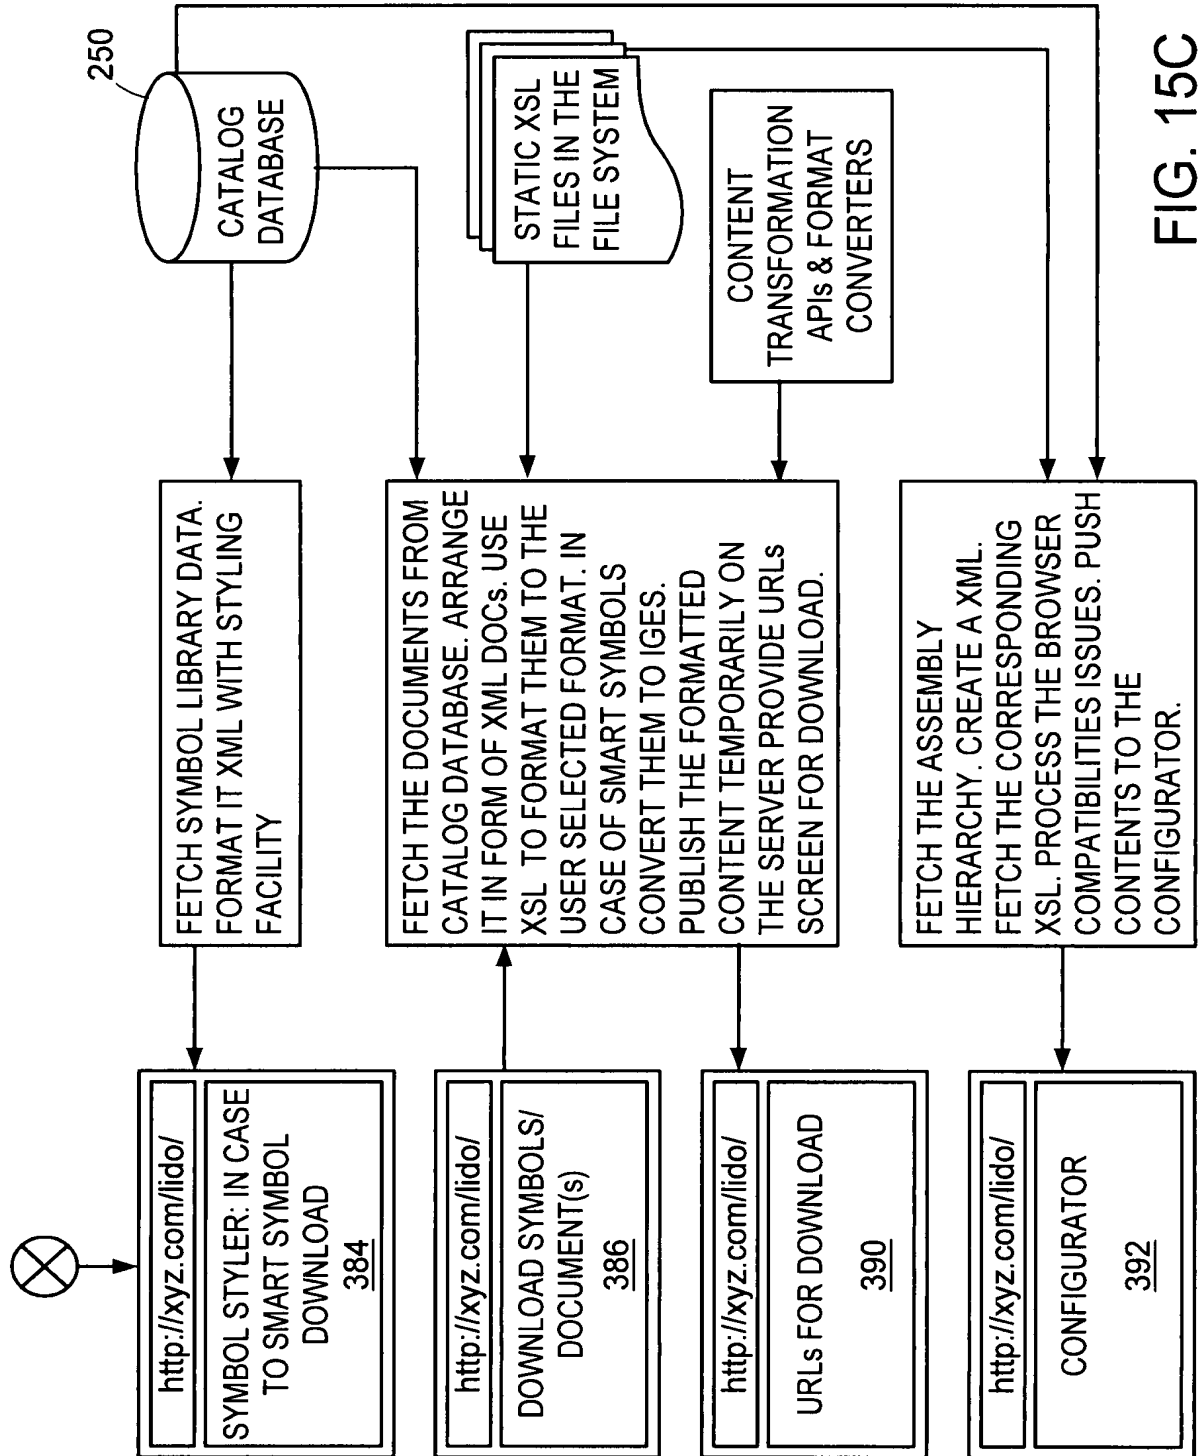 250
CATALOG
DATABASE
STATIC XSL
FILES IN THE
FILE SYSTEM
CONTENT
TRANSFORMATION
APIs & FORMAT
CONVERTERS
FETCH SYMBOL LIBRARY DATA.
FORMAT IT XML WITH STYLING
FACILITY
FETCH THE DOCUMENTS FROM
CATALOG DATABASE. ARRANGE
IT IN FORM OF XML DOCs. USE
XSL TO FORMAT THEM TO THE
USER SELECTED FORMAT. IN
CASE OF SMART SYMBOLS
CONVERT THEM TO IGES.
PUBLISH THE FORMATTED
CONTENT TEMPORARILY ON
THE SERVER PROVIDE URLs
SCREEN FOR DOWNLOAD.
FETCH THE ASSEMBLY
HIERARCHY. CREATE A XML.
FETCH THE CORRESPONDING
XSL. PROCESS THE BROWSER
COMPATIBILITIES ISSUES. PUSH
CONTENTS TO THE
CONFIGURATOR.
http://xyz.com/lido/
SYMBOL STYLER: IN CASE
TO SMART SYMBOL
DOWNLOAD
384
http://xyz.com/lido/
DOWNLOAD SYMBOLS/
DOCUMENT(s)
386
http://xyz.com/lido/
URLs FOR DOWNLOAD
390
http://xyz.com/lido/
CONFIGURATOR
392
FIG. 15C